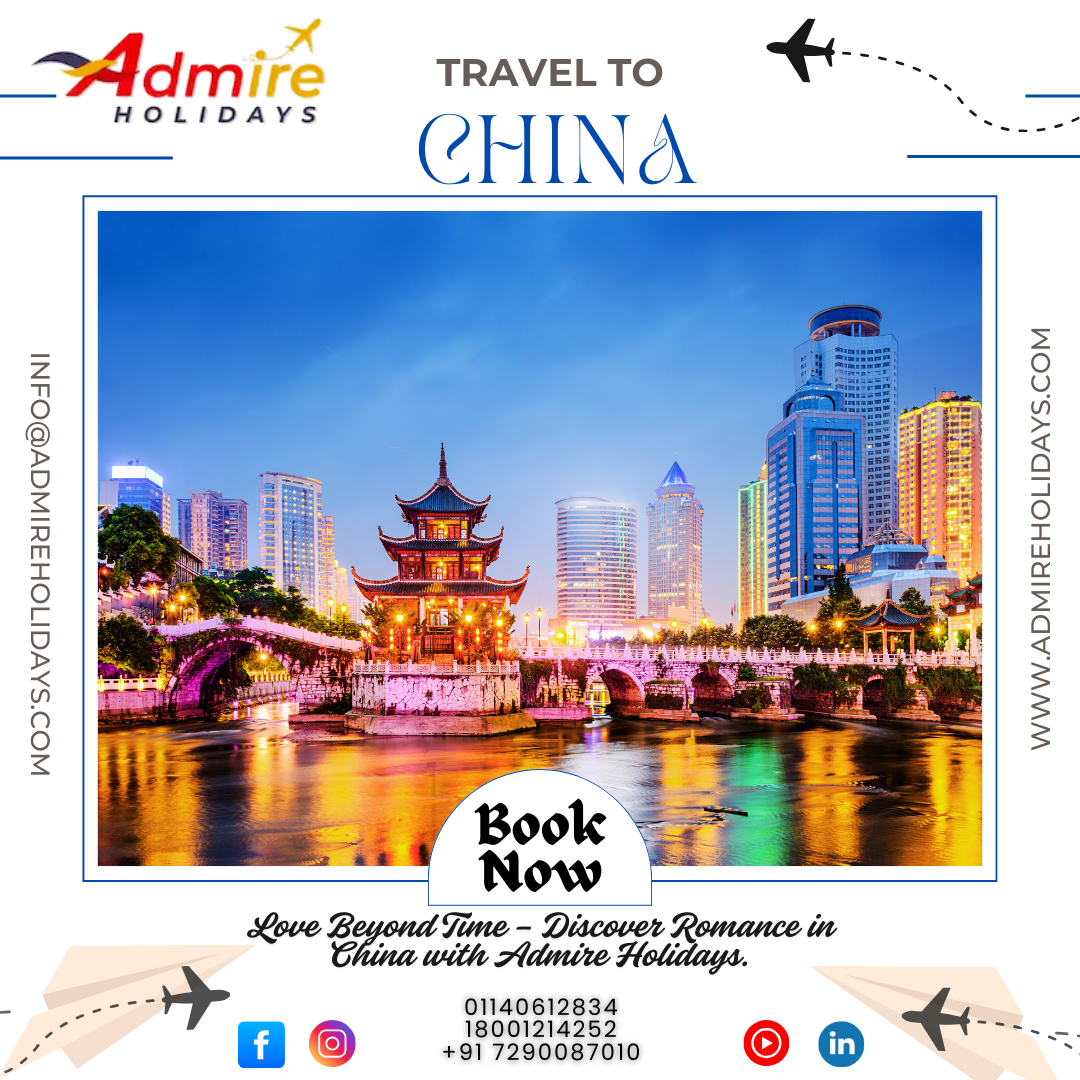 Admire
HOLIDAYS
TRAVEL TO
CHINA
INFO@ADMIREHOLIDAYS.COM
WWW.ADMIREHOLIDAYS.COM
Book
Now
Love Beyond Time – Discover Romance in
China with Admire Holidays.
01140612834
18001214252
+91 7290087010
f
in